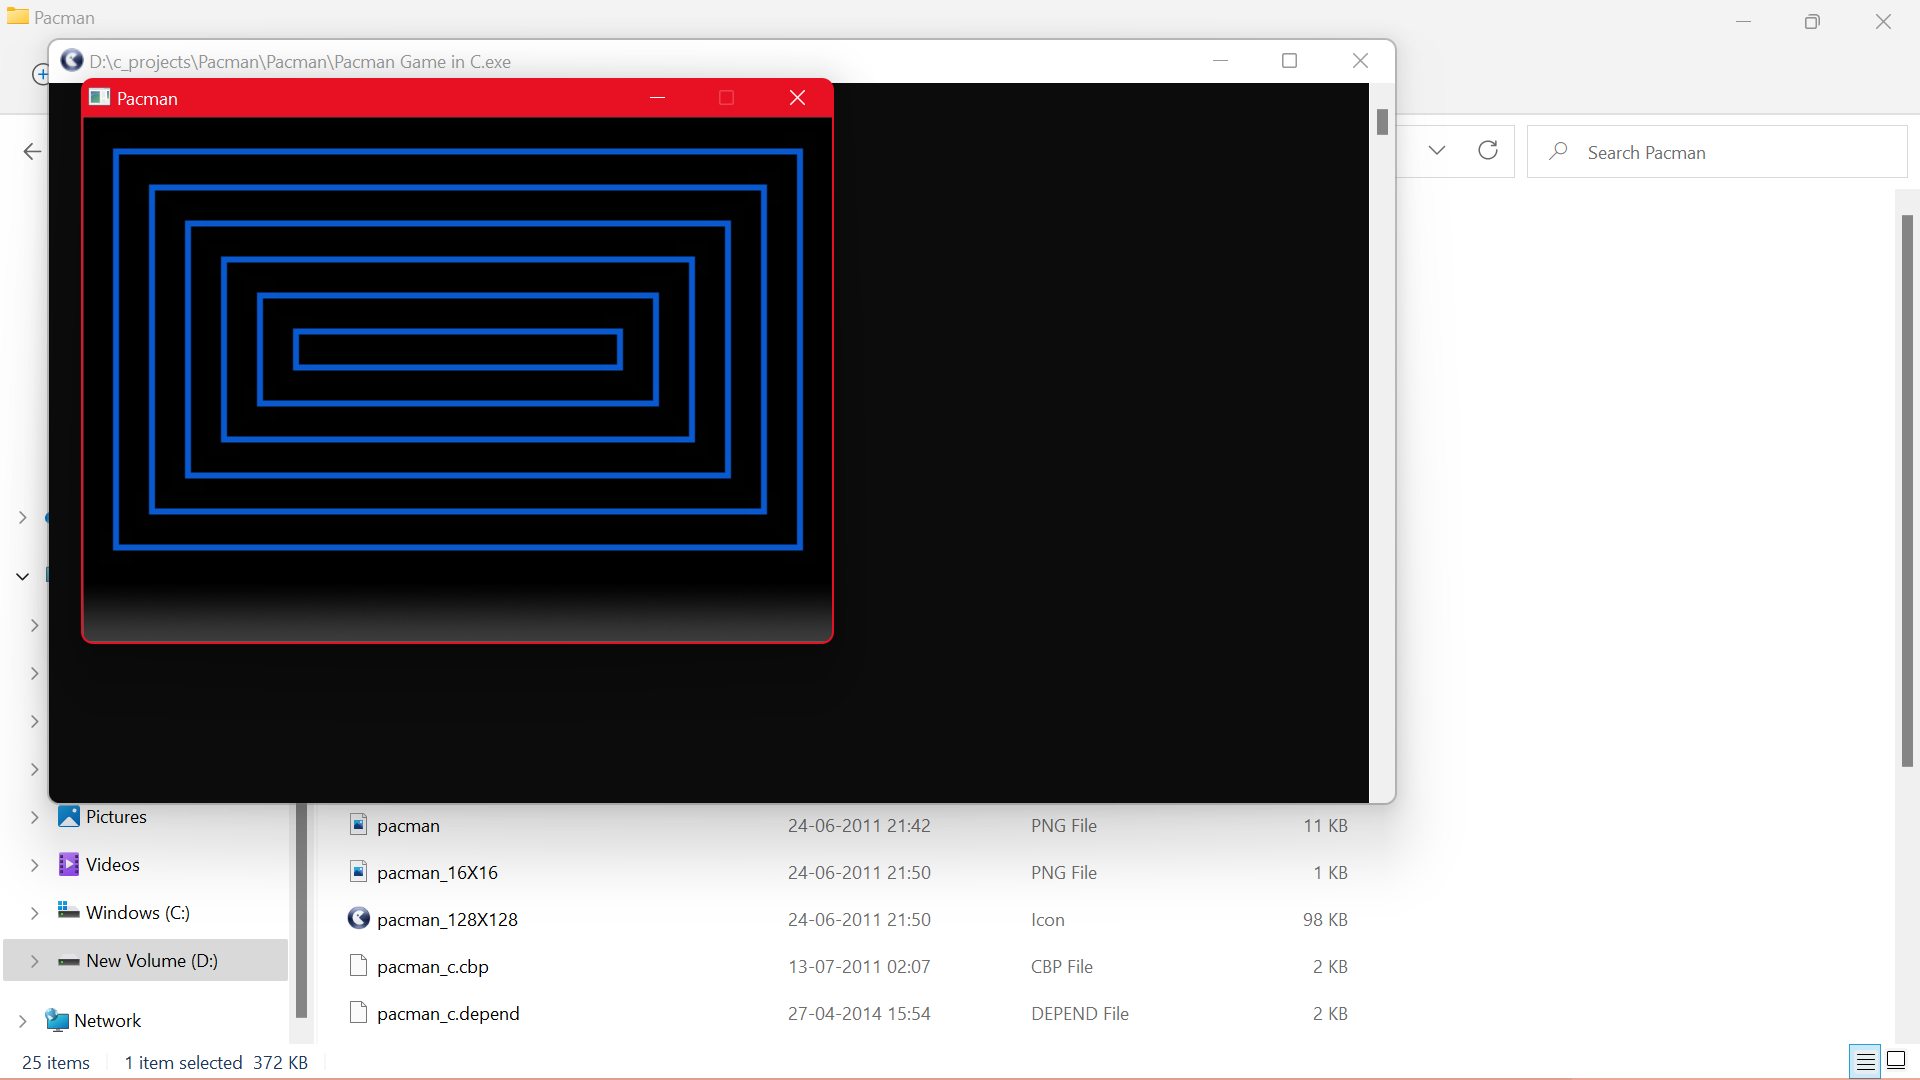 Pacman
D:\c_projects\Pacman\Pacman\Pacman Game in C.exe
Pacman
Search Pacman
Pictures
Videos
Windows (C:)
New Volume (D:)
Network
pacman 24-06-2011 21:42 PNG File 11 KB
pacman_16X16 24-06-2011 21:50 PNG File 1 KB
pacman_128X128 24-06-2011 21:50 Icon 98 KB
pacman_c.cbp 13-07-2011 02:07 CBP File 2 KB
pacman_c.depend 27-04-2014 15:54 DEPEND File 2 KB
25 items 1 item selected 372 KB